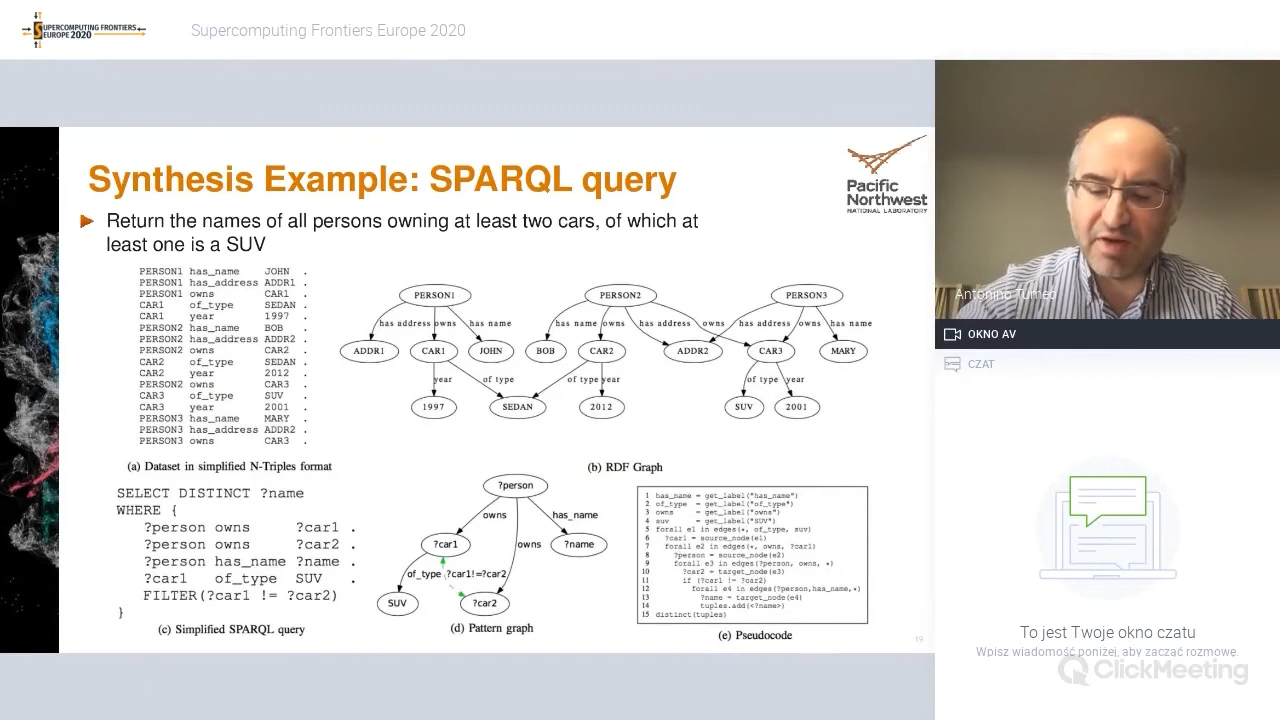 SUPERCOMPUTING FRONTIERS
EUROPE 2020
Supercomputing Frontiers Europe 2020
Synthesis Example: SPARQL query
Return the names of all persons owning at least two cars, of which at
least one is a SUV
Pacific
Northwest
NATIONAL LABORATORY
PERSON1 has_name JOHN .
PERSON1 has_address ADDR1 .
PERSON1 owns CAR1 .
CAR1 of_type SEDAN .
CAR1 year 1997 .
PERSON2 has_name BOB .
PERSON2 has_address ADDR2 .
PERSON2 owns CAR2 .
CAR2 of_type SEDAN .
CAR2 year 2012 .
PERSON2 owns CAR3 .
CAR3 of_type SUV .
CAR3 year 2001 .
PERSON3 has_name MARY .
PERSON3 has_address ADDR2 .
PERSON3 owns CAR3 .
(a) Dataset in simplified N-Triples format
PERSON1 PERSON2 PERSON3
has address owns has name has name owns has address owns has address owns has name
ADDR1 CAR1 JOHN BOB CAR2 ADDR2 CAR3 MARY
year of type of type year of type year
1997 SEDAN 2012 SUV 2001
(b) RDF Graph
SELECT DISTINCT ?name
WHERE {
?person owns ?car1 .
?person owns ?car2 .
?person has_name ?name .
?car1 of_type SUV .
FILTER(?car1 != ?car2)
}
(c) Simplified SPARQL query
?person
owns has_name
?car1 owns ?name
of_type ?car1!=?car2
SUV ?car2
(d) Pattern graph
1 has_name = get_label("has_name")
2 of_type = get_label("of_type")
3 owns = get_label("owns")
4 suv = get_label("SUV")
5 forall e1 in edges(*, of_type, suv)
6 ?car1 = source_node(e1)
7 forall e2 in edges(*, owns, ?car1)
8 ?person = source_node(e2)
9 forall e3 in edges(?person, owns, *)
10 ?car2 = target_node(e3)
11 if (?car1 != ?car2)
12 forall e4 in edges(?person,has_name,*)
13 ?name = target_node(e4)
14 tuples.add(<?name>)
15 distinct(tuples)
(e) Pseudocode
19
Antonino Tumeo
OKNO AV
CZAT
To jest Twoje okno czatu
Wpisz wiadomość poniżej, aby zacząć rozmowę.
ClickMeeting